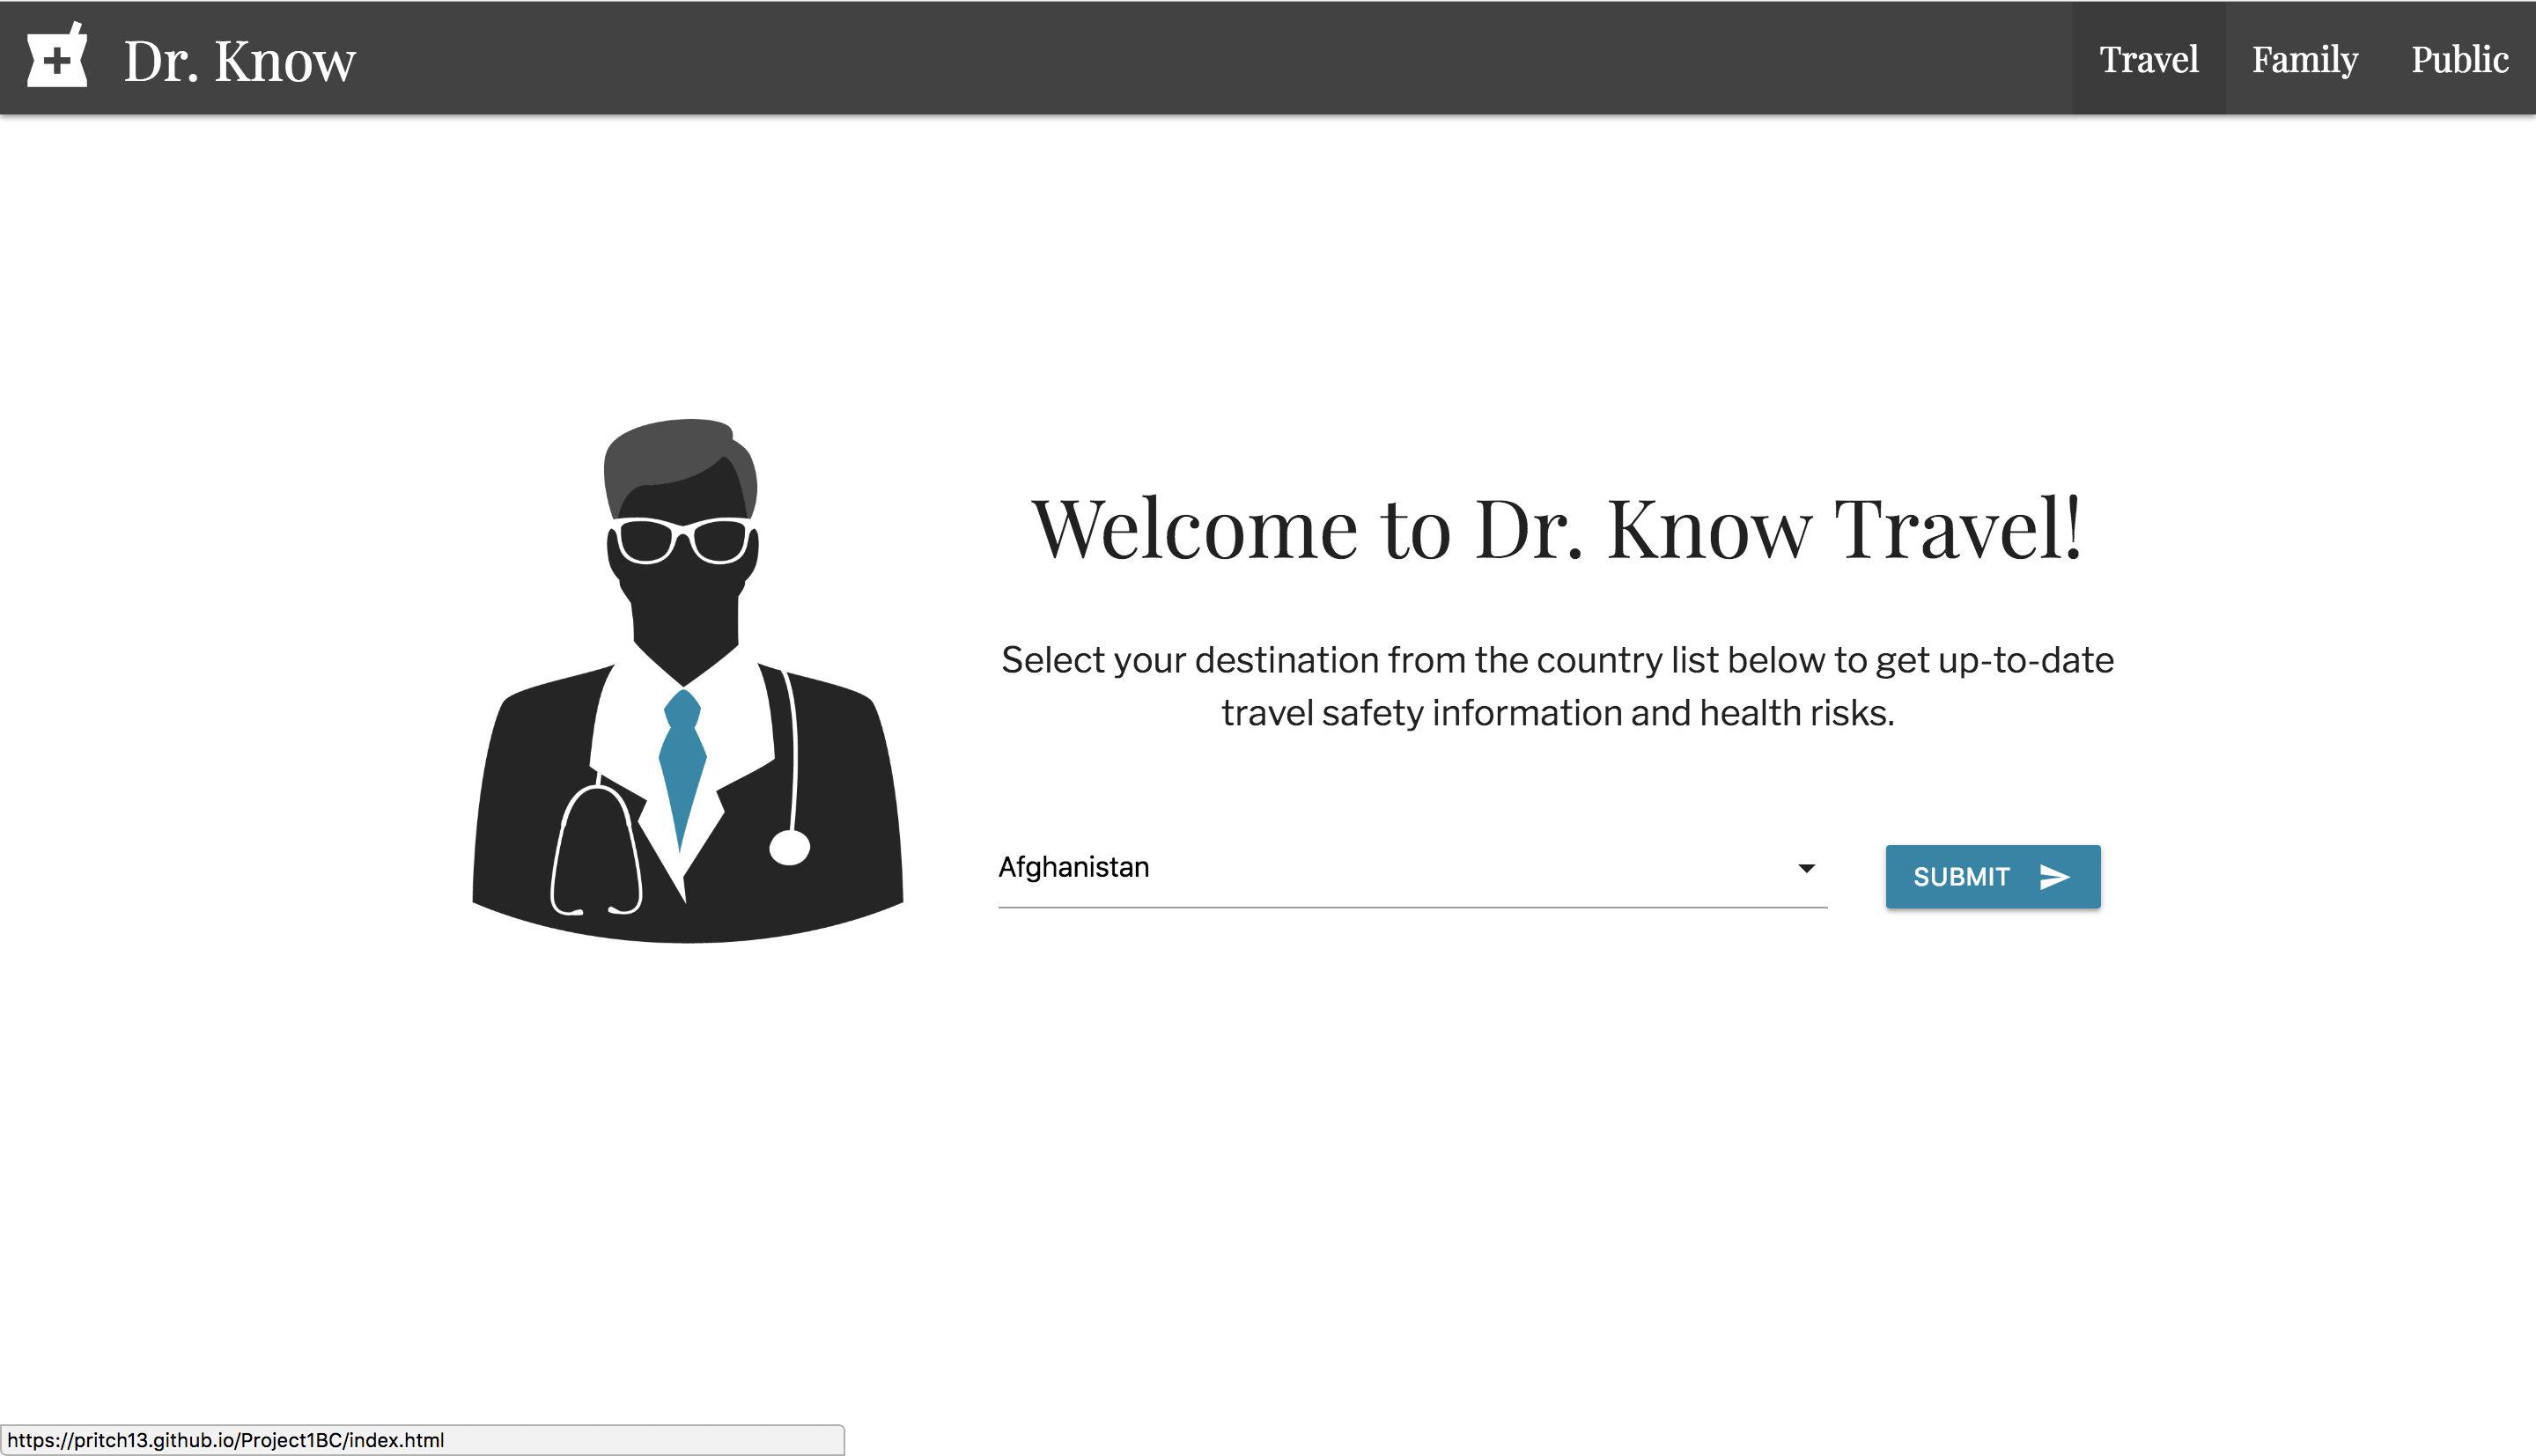 Dr. Know
Travel
Family
Public
Welcome to Dr. Know Travel!
Select your destination from the country list below to get up-to-date
travel safety information and health risks.
Afghanistan
SUBMIT
https://pritch13.github.io/Project1BC/index.html